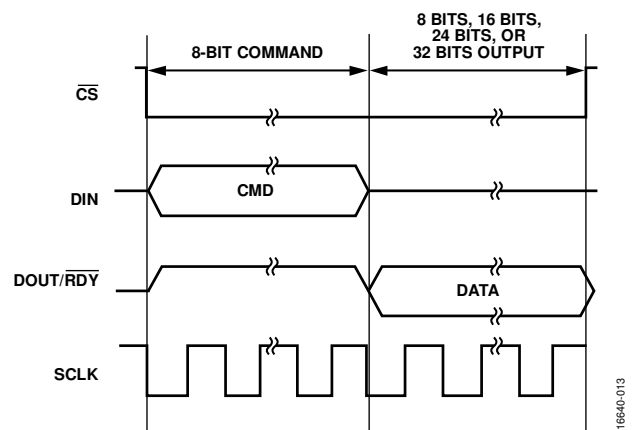 8 BITS, 16 BITS,
24 BITS, OR
32 BITS OUTPUT
8-BIT COMMAND
CS
DIN
CMD
DOUT/RDY
DATA
SCLK
16640-013